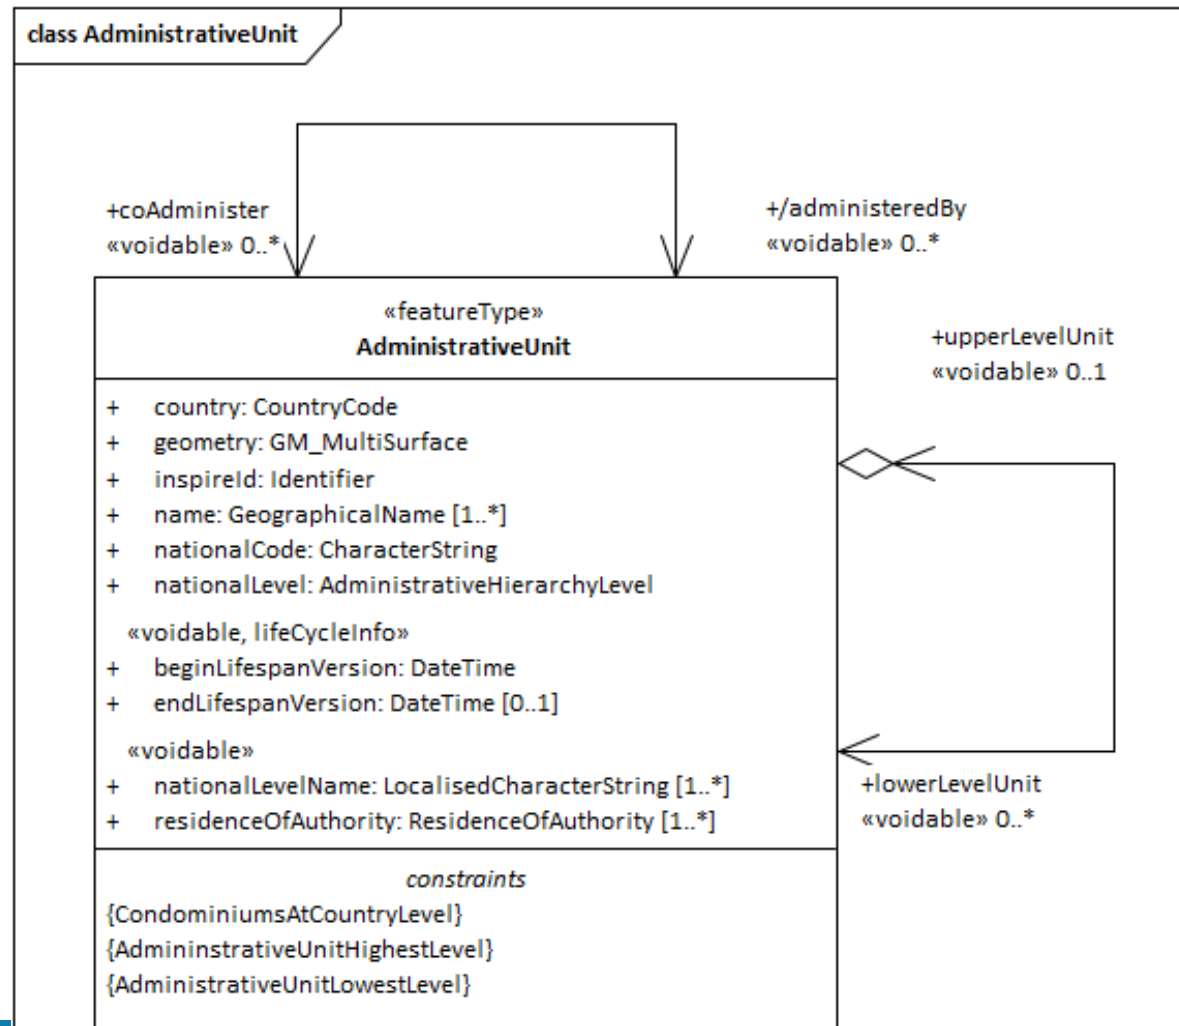 class AdministrativeUnit
+coAdminister
«voidable» 0..*
+/administeredBy
«voidable» 0..*
«featureType»
AdministrativeUnit
+upperLevelUnit
«voidable» 0..1
+ country: CountryCode
+ geometry: GM_MultiSurface
+ inspireId: Identifier
+ name: GeographicalName [1..*]
+ nationalCode: CharacterString
+ nationalLevel: AdministrativeHierarchyLevel
«voidable, lifeCycleInfo»
+ beginLifespanVersion: DateTime
+ endLifespanVersion: DateTime [0..1]
«voidable»
+ nationalLevelName: LocalisedCharacterString [1..*]
+ residenceOfAuthority: ResidenceOfAuthority [1..*]
+lowerLevelUnit
«voidable» 0..*
constraints
{CondominiumsAtCountryLevel}
{AdmininstrativeUnitHighestLevel}
{AdministrativeUnitLowestLevel}